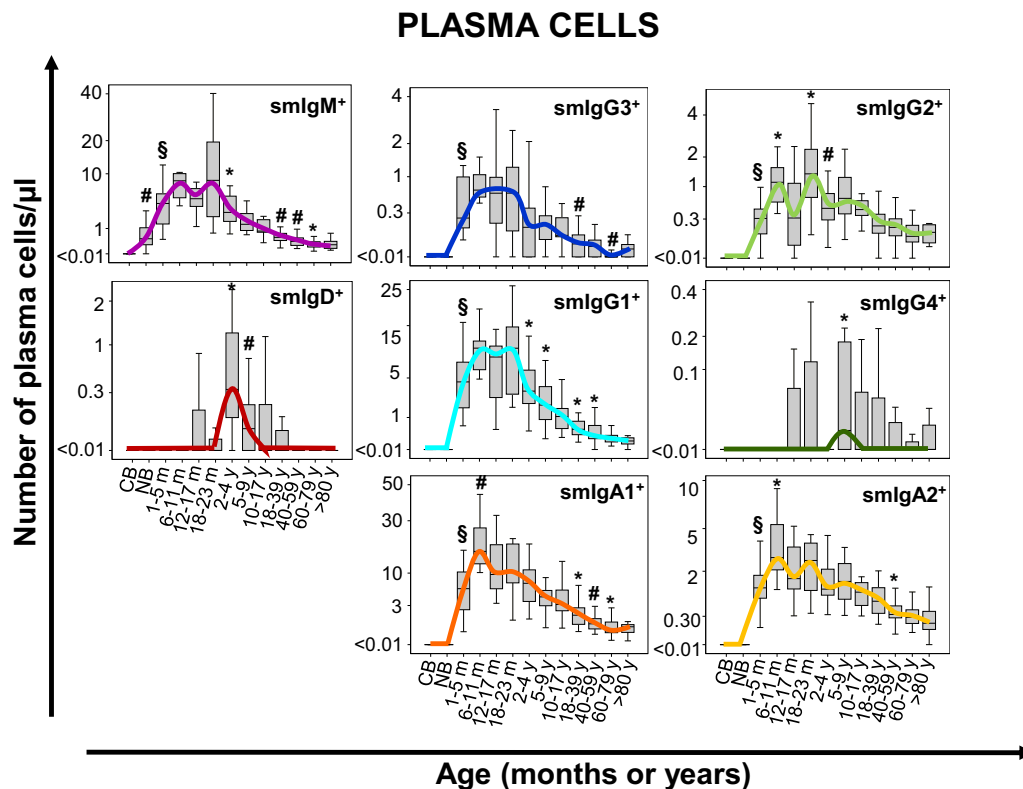 PLASMA CELLS
Number of plasma cells/µl
smIgM+
40
20
10
1
<0.01
# § * # # *
smIgG3+
4
2
1
0.3
<0.01
§ # #
smIgG2+
4
2
1
0.3
<0.01
§ * * #
smIgD+
2
1
0.3
<0.01
* #
CB
NB
1-5 m
6-11 m
12-17 m
18-23 m
2-4 y
5-9 y
10-17 y
18-39 y
40-59 y
60-79 y
>80 y
smIgG1+
25
15
5
1
<0.01
§ * * * *
smIgG4+
0.4
0.2
0.1
<0.01
*
smIgA1+
50
30
10
3
<0.01
§ # * # *
CB
NB
1-5 m
6-11 m
12-17 m
18-23 m
2-4 y
5-9 y
10-17 y
18-39 y
40-59 y
60-79 y
>80 y
smIgA2+
10
5
2
0.30
<0.01
§ * *
CB
NB
1-5 m
6-11 m
12-17 m
18-23 m
2-4 y
5-9 y
10-17 y
18-39 y
40-59 y
60-79 y
>80 y
Age (months or years)